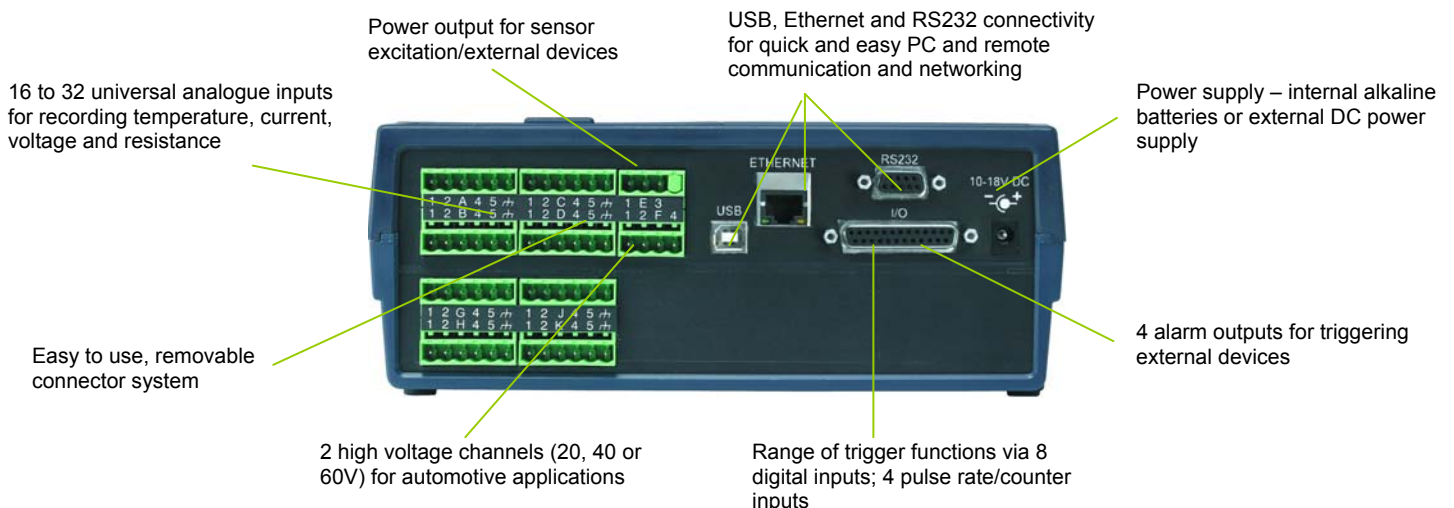 Power output for sensor
excitation/external devices
USB, Ethernet and RS232 connectivity
for quick and easy PC and remote
communication and networking
16 to 32 universal analogue inputs
for recording temperature, current,
voltage and resistance
Power supply – internal alkaline
batteries or external DC power
supply
ETHERNET
RS232
10-18V DC
1 2 A 4 5
1 2 C 4 5
1 E 3
1 2 B 4 5
1 2 D 4 5
1 2 F 4
USB
I/O
1 2 G 4 5
1 2 J 4 5
1 2 H 4 5
1 2 K 4 5
Easy to use, removable
connector system
4 alarm outputs for triggering
external devices
2 high voltage channels (20, 40 or
60V) for automotive applications
Range of trigger functions via 8
digital inputs; 4 pulse rate/counter
inputs